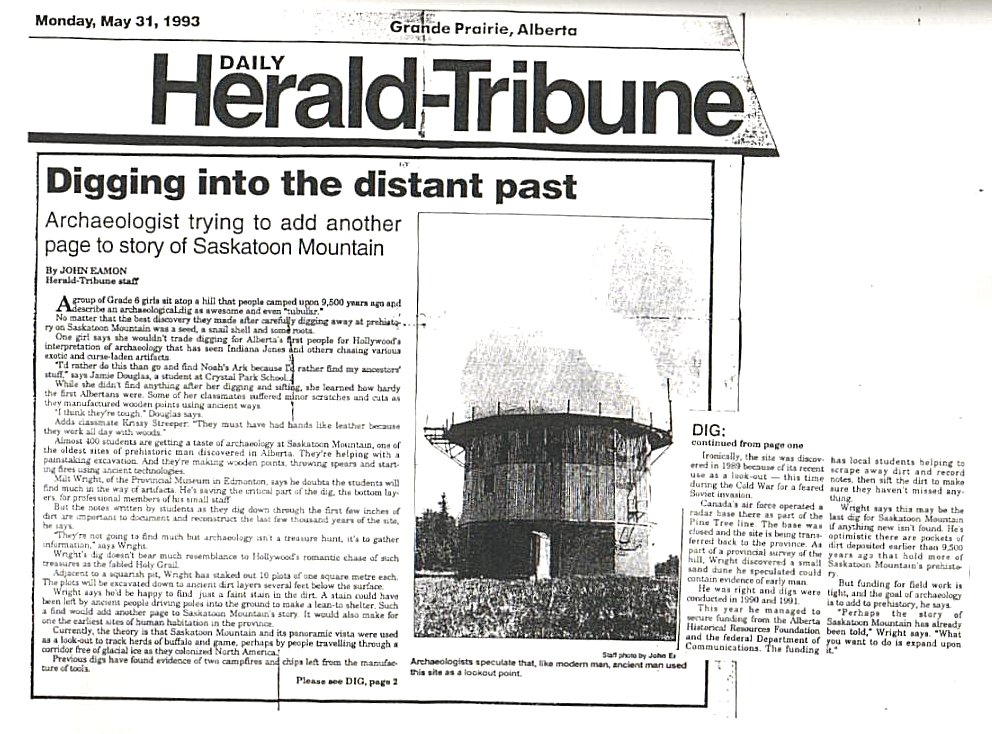 Monday, May 31, 1993
Grande Prairie, Alberta
DAILY
Herald-Tribune
Digging into the distant past
Archaeologist trying to add another
page to story of Saskatoon Mountain
By JOHN EAMON
Herald-Tribune staff
A group of Grade 6 girls sit atop a hill that people camped upon 9,500 years ago and
describe an archaeological dig as awesome and even "tubular."
No matter that the best discovery they made after carefully digging away at prehisto-
ry on Saskatoon Mountain was a seed, a snail shell and some roots.
One girl says she wouldn't trade digging for Alberta's first people for Hollywood's
interpretation of archaeology that has seen Indiana Jones and others chasing various
exotic and curse-laden artifacts.
"I'd rather do this than go and find Noah's Ark because I'd rather find my ancestors'
stuff," says Jamie Douglas, a student at Crystal Park School.
While she didn't find anything after her digging and sifting, she learned how hardy
the first Albertans were. Some of her classmates suffered minor scratches and cuts as
they manufactured wooden points using ancient ways.
"I think they're tough," Douglas says.
Adds classmate Streeper: "They must have had hands like leather because
they work all day with woods."
Almost 400 students are getting a taste of archaeology at Saskatoon Mountain, one of
the oldest sites of prehistoric man discovered in Alberta. They're helping with a
painstaking excavation. And they're making wooden points, throwing spears and start-
ing fires using ancient technologies.
Milt Wright, of the Provincial Museum in Edmonton, says he doubts the students will
find much in the way of artifacts. He's saving the critical part of the dig, the bottom lay-
ers, for professional members of his small staff.
But the notes written by students as they dig down through the first few inches of
dirt are important to document and reconstruct the last few thousand years of the site,
he says.
"They're not going to find much but archaeology isn't a treasure hunt, it's to gather
information," says Wright.
Wright's dig doesn't bear much resemblance to Hollywood's romantic chase of such
treasures as the fabled Holy Grail.
Adjacent to a squarish pit, Wright has staked out 10 plots of one square metre each.
The plots will be excavated down to ancient dirt layers several feet below the surface.
Wright says he'd be happy to find just a faint stain in the dirt. A stain could have
been left by ancient people driving poles into the ground to make a lean-to shelter. Such
a find would add another page to Saskatoon Mountain's story. It would also make for
one the earliest sites of human habitation in the province.
Currently, the theory is that Saskatoon Mountain and its panoramic vista were used
as a look-out to track herds of buffalo and game, perhaps by people travelling through a
corridor free of glacial ice as they colonized North America.
Previous digs have found evidence of two campfires and chips left from the manufac-
ture of tools.
Please see DIG, page 2
Staff photo by John Ea
Archaeologists speculate that, like modern man, ancient man used
this site as a lookout point.
DIG:
continued from page one
Ironically, the site was discov-
ered in 1989 because of its recent
use as a look-out — this time
during the Cold War for a feared
Soviet invasion.
Canada's air force operated a
radar base there as part of the
Pine Tree line. The base was
closed and the site is being trans-
ferred back to the province. As
part of a provincial survey of the
hill, Wright discovered a small
sand dune he speculated could
contain evidence of early man.
He was right and digs were
conducted in 1990 and 1991.
This year he managed to
secure funding from the Alberta
Historical Resources Foundation
and the federal Department of
Communications. The funding
has local students helping to
scrape away dirt and record
notes, then sift the dirt to make
sure they haven't missed any-
thing.
Wright says this may be the
last dig for Saskatoon Mountain
if anything new isn't found. He's
optimistic there are pockets of
dirt deposited earlier than 9,500
years ago that hold more of
Saskatoon Mountain's prehisto-
ry.
But funding for field work is
tight, and the goal of archaeology
is to add to prehistory, he says.
"Perhaps the story of
Saskatoon Mountain has already
been told," Wright says. "What
you want to do is expand upon
it."